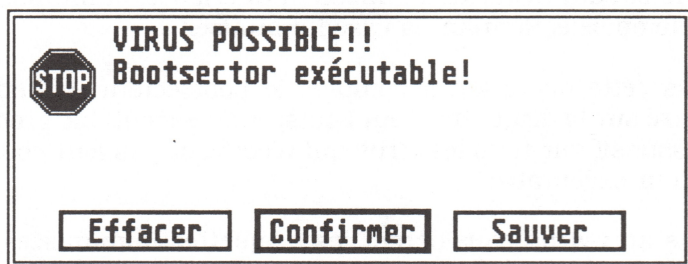 VIRUS POSSIBLE!!
STOP
Bootsector exécutable!
Effacer Confirmer Sauver